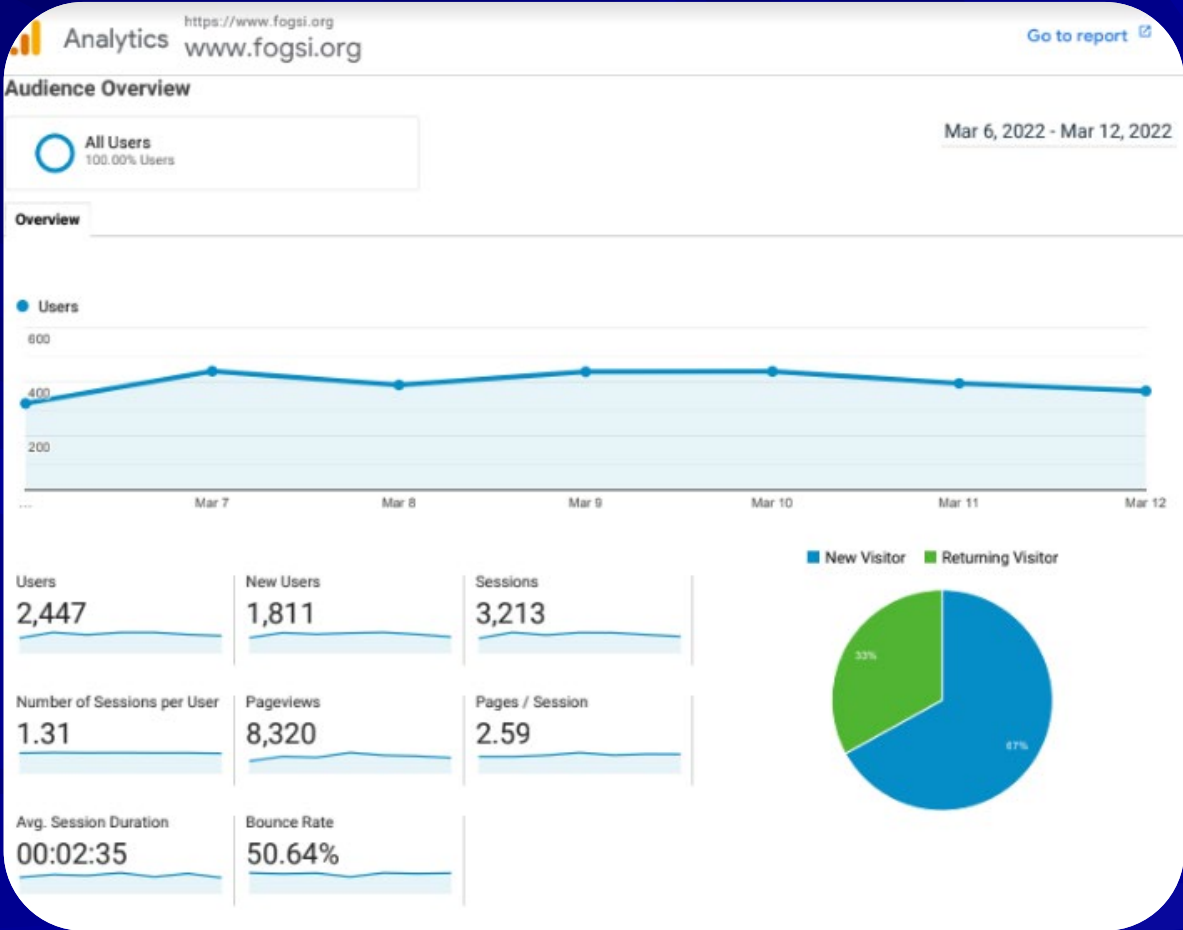 https://www.fogsi.org
Analytics www.fogsi.org
Go to report
Audience Overview
All Users
100.00% Users
Mar 6, 2022 - Mar 12, 2022
Overview
Users
600
400
200
... Mar 7 Mar 8 Mar 9 Mar 10 Mar 11 Mar 12
New Visitor Returning Visitor
Users New Users Sessions
2,447 1,811 3,213
33%
Number of Sessions per User Pageviews Pages / Session
1.31 8,320 2.59
67%
Avg. Session Duration Bounce Rate
00:02:35 50.64%